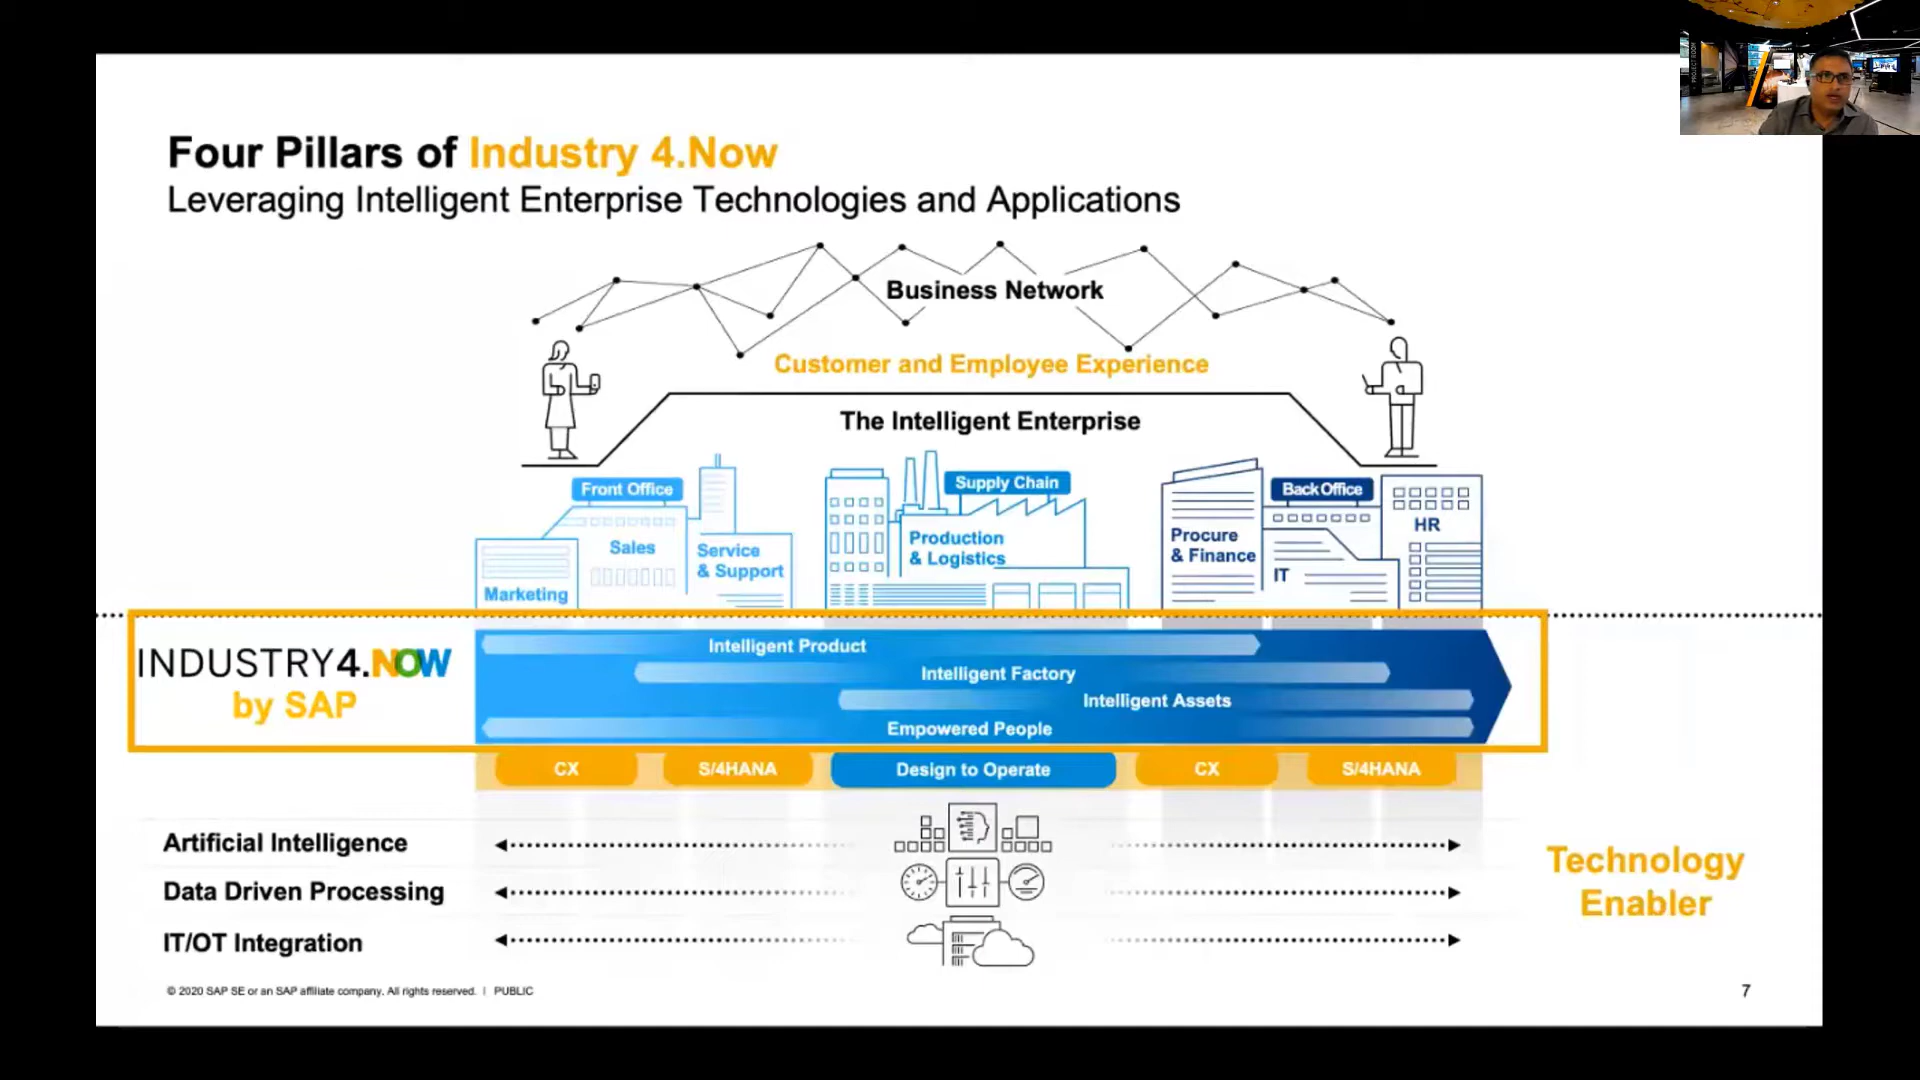 PROJECT ROOM
Four Pillars of Industry 4.Now
Leveraging Intelligent Enterprise Technologies and Applications
Business Network
Customer and Employee Experience
The Intelligent Enterprise
Front Office
Marketing
Sales
Service
& Support
Supply Chain
Production
& Logistics
Back Office
Procure
& Finance
IT
HR
INDUSTRY4.NOW
by SAP
Intelligent Product
Intelligent Factory
Intelligent Assets
Empowered People
CX
S/4HANA
Design to Operate
CX
S/4HANA
Artificial Intelligence
Data Driven Processing
IT/OT Integration
Technology
Enabler
© 2020 SAP SE or an SAP affiliate company. All rights reserved. | PUBLIC
7